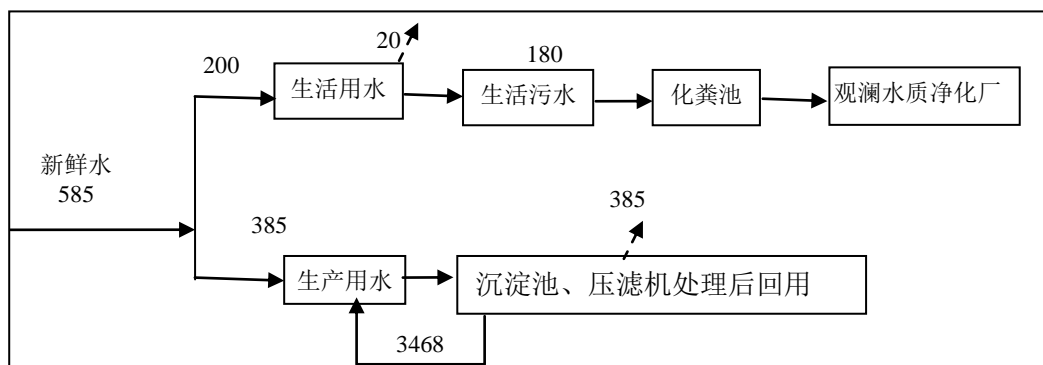 20
200
180
生活用水
生活污水
化粪池
观澜水质净化厂
新鲜水
585
385
385
生产用水
沉淀池、压滤机处理后回用
3468